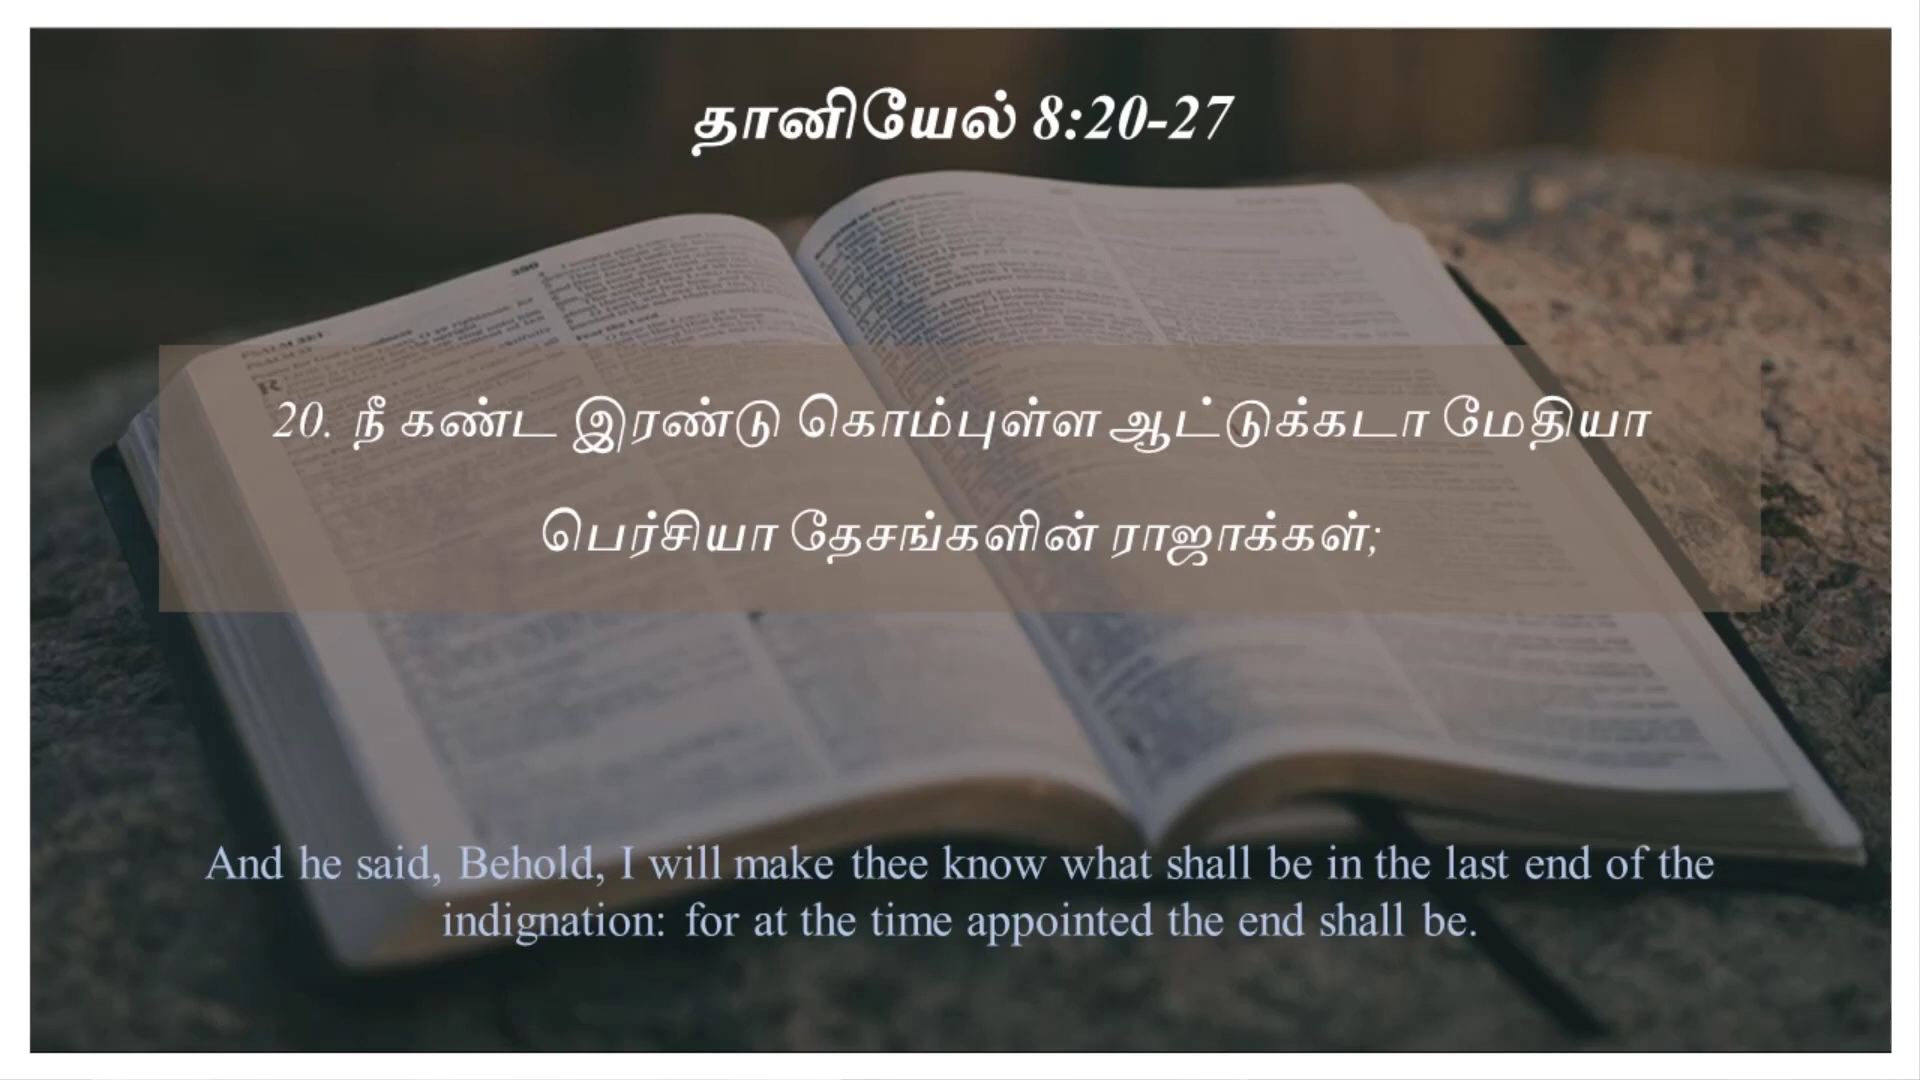 தானியேல் 8:20-27
20. நீ கண்ட இரண்டு கொம்புள்ள ஆட்டுக்கடா மேதியா
பெர்சியா தேசங்களின் ராஜாக்கள்;
And he said, Behold, I will make thee know what shall be in the last end of the
indignation: for at the time appointed the end shall be.